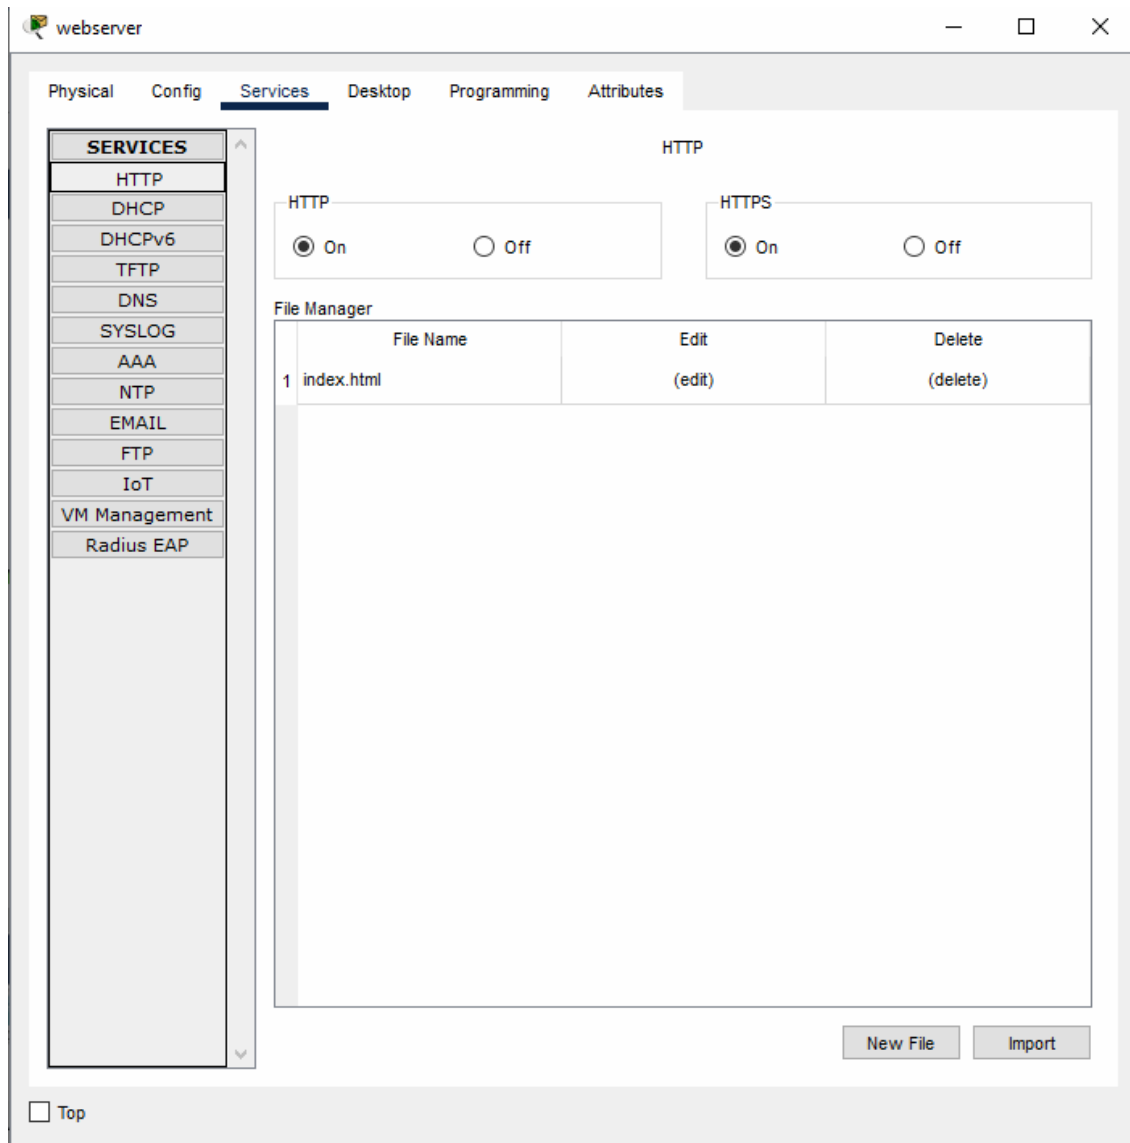 webserver
Physical Config Services Desktop Programming Attributes
SERVICES
HTTP
DHCP
DHCPv6
TFTP
DNS
SYSLOG
AAA
NTP
EMAIL
FTP
IoT
VM Management
Radius EAP
HTTP
HTTP
On Off
HTTPS
On Off
File Manager
File Name Edit Delete
1 index.html (edit) (delete)
New File Import
Top